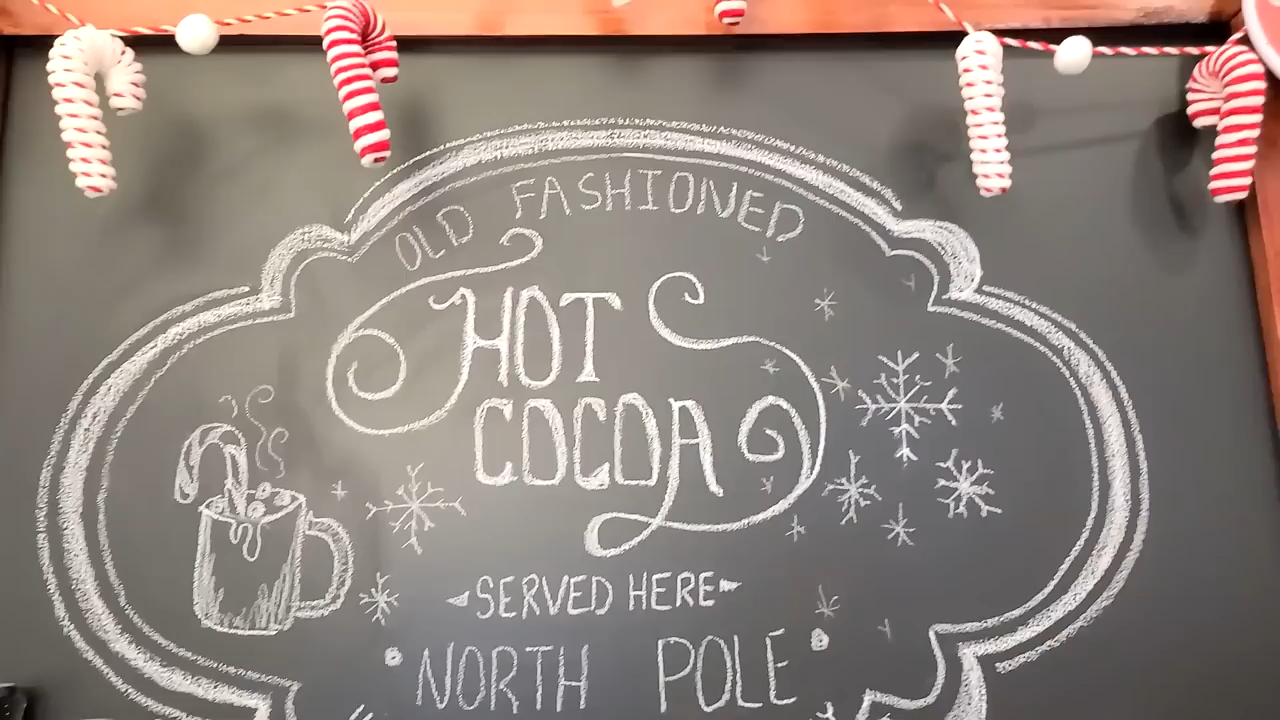 OLD FASHIONED
HOT
COCOA
SERVED HERE
NORTH POLE